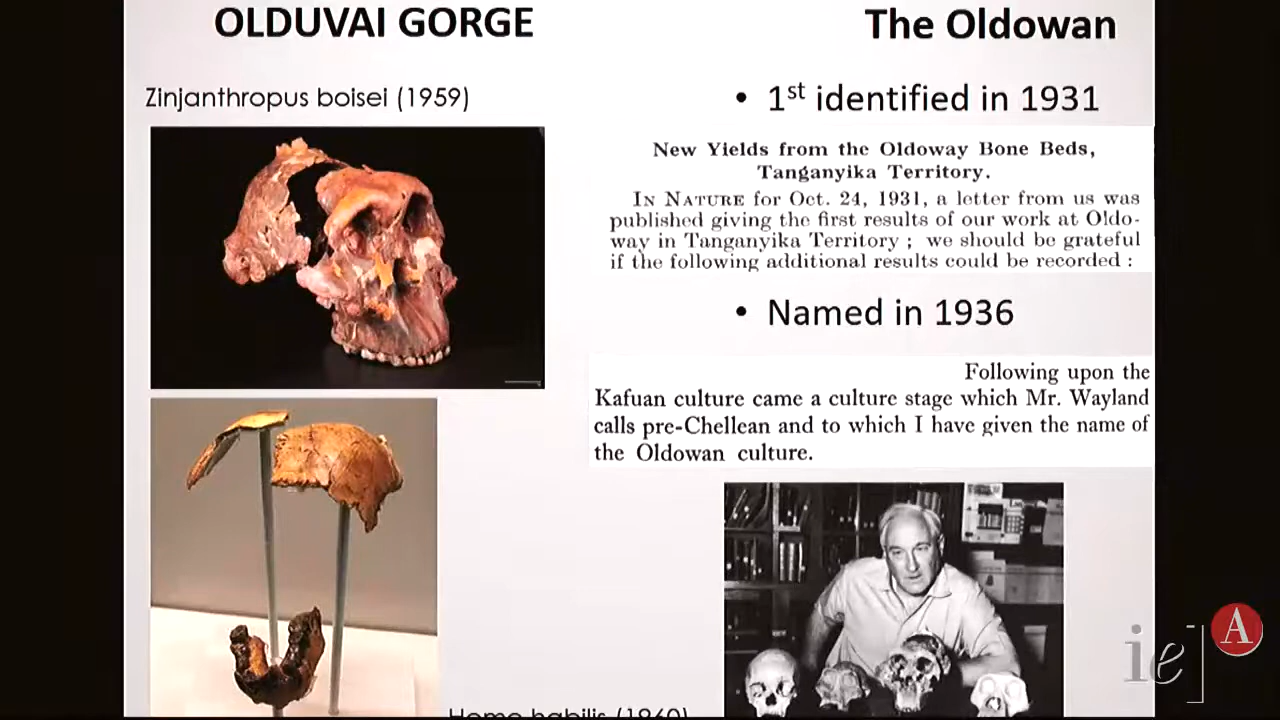 OLDUVAI GORGE
Zinjanthropus boisei (1959)
Homo habilis (1960)
The Oldowan
• 1st identified in 1931
New Yields from the Oldoway Bone Beds,
Tanganyika Territory.
IN NATURE for Oct. 24, 1931, a letter from us was
published giving the first results of our work at Oldo-
way in Tanganyika Territory ; we should be grateful
if the following additional results could be recorded :
• Named in 1936
Following upon the
Kafuan culture came a culture stage which Mr. Wayland
calls pre-Chellean and to which I have given the name of
the Oldowan culture.
ie]
A